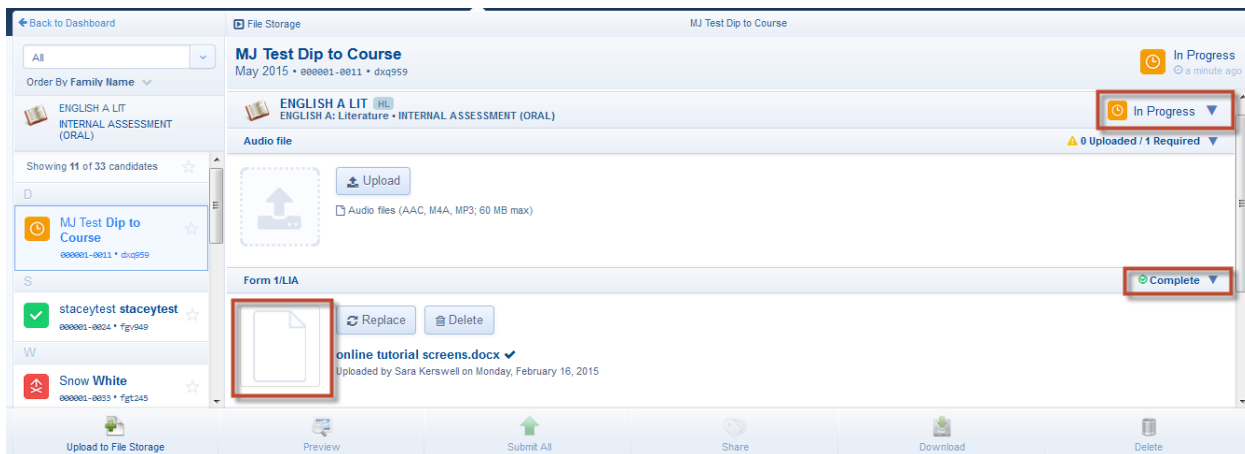 Back to Dashboard
File Storage
MJ Test Dip to Course
All
Order By Family Name
ENGLISH A LIT
INTERNAL ASSESSMENT
(ORAL)
Showing 11 of 33 candidates
D
MJ Test Dip to
Course
000001-0011 • dxq959
S
staceytest staceytest
000001-0024 • fgv949
W
Snow White
000001-0033 • fgt245
MJ Test Dip to Course
May 2015 • 000001-0011 • dxq959
In Progress
a minute ago
ENGLISH A LIT HL
ENGLISH A: Literature • INTERNAL ASSESSMENT (ORAL)
In Progress
Audio file
0 Uploaded / 1 Required
Upload
Audio files (AAC, M4A, MP3; 60 MB max)
Form 1/LIA
Complete
Replace
Delete
online tutorial screens.docx
Uploaded by Sara Kerswell on Monday, February 16, 2015
Upload to File Storage
Preview
Submit All
Share
Download
Delete